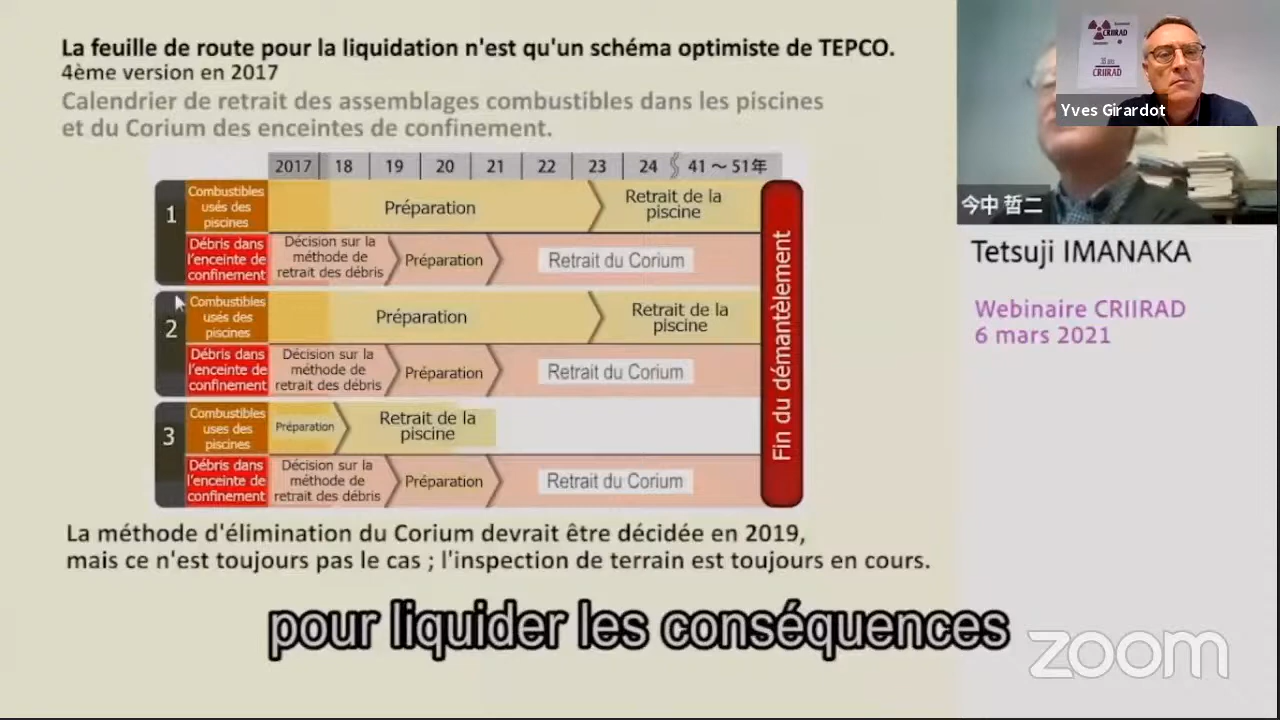 La feuille de route pour la liquidation n'est qu'un schéma optimiste de TEPCO.
4ème version en 2017
Calendrier de retrait des assemblages combustibles dans les piscines
et du Corium des enceintes de confinement.
2017 18 19 20 21 22 23 24 41 ~ 51年
1
Combustibles
usés des
piscines
Préparation
Retrait de la
piscine
Débris dans
l'enceinte de
confinement
Décision sur la
méthode de
retrait des débris
Préparation
Retrait du Corium
2
Combustibles
usés des
piscines
Préparation
Retrait de la
piscine
Débris dans
l'enceinte de
confinement
Décision sur la
méthode de
retrait des débris
Préparation
Retrait du Corium
3
Combustibles
uses des
piscines
Préparation
Retrait de la
piscine
Débris dans
l'enceinte de
confinement
Décision sur la
méthode de
retrait des débris
Préparation
Retrait du Corium
Fin du démantèlement
La méthode d'élimination du Corium devrait être décidée en 2019,
mais ce n'est toujours pas le cas ; l'inspection de terrain est toujours en cours.
pour liquider les conséquences
zoom
CRIIRAD
CRIIRAD
Yves Girardot
今中 哲二
Tetsuji IMANAKA
Webinaire CRIIRAD
6 mars 2021